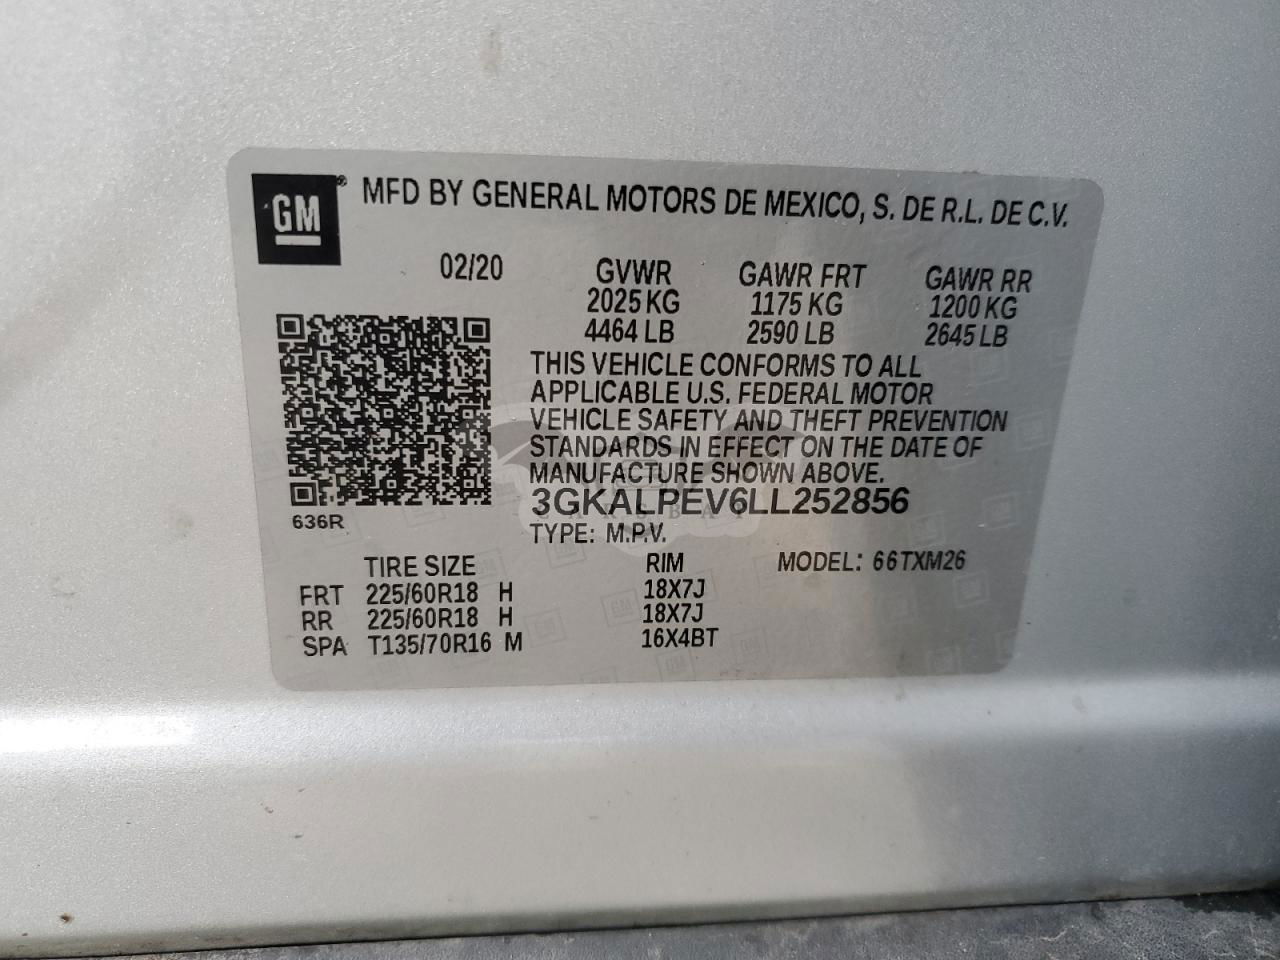 GM® MFD BY GENERAL MOTORS DE MEXICO, S. DE R.L. DE C.V.
02/20 GVWR GAWR FRT GAWR RR
2025 KG 1175 KG 1200 KG
4464 LB 2590 LB 2645 LB
THIS VEHICLE CONFORMS TO ALL
APPLICABLE U.S. FEDERAL MOTOR
VEHICLE SAFETY AND THEFT PREVENTION
STANDARDS IN EFFECT ON THE DATE OF
MANUFACTURE SHOWN ABOVE.
3GKALPEV6LL252856
CARSBAY
636R TYPE: M.P.V.
TIRE SIZE RIM MODEL: 66TXM26
FRT 225/60R18 H 18X7J
RR 225/60R18 H 18X7J
SPA T135/70R16 M 16X4BT